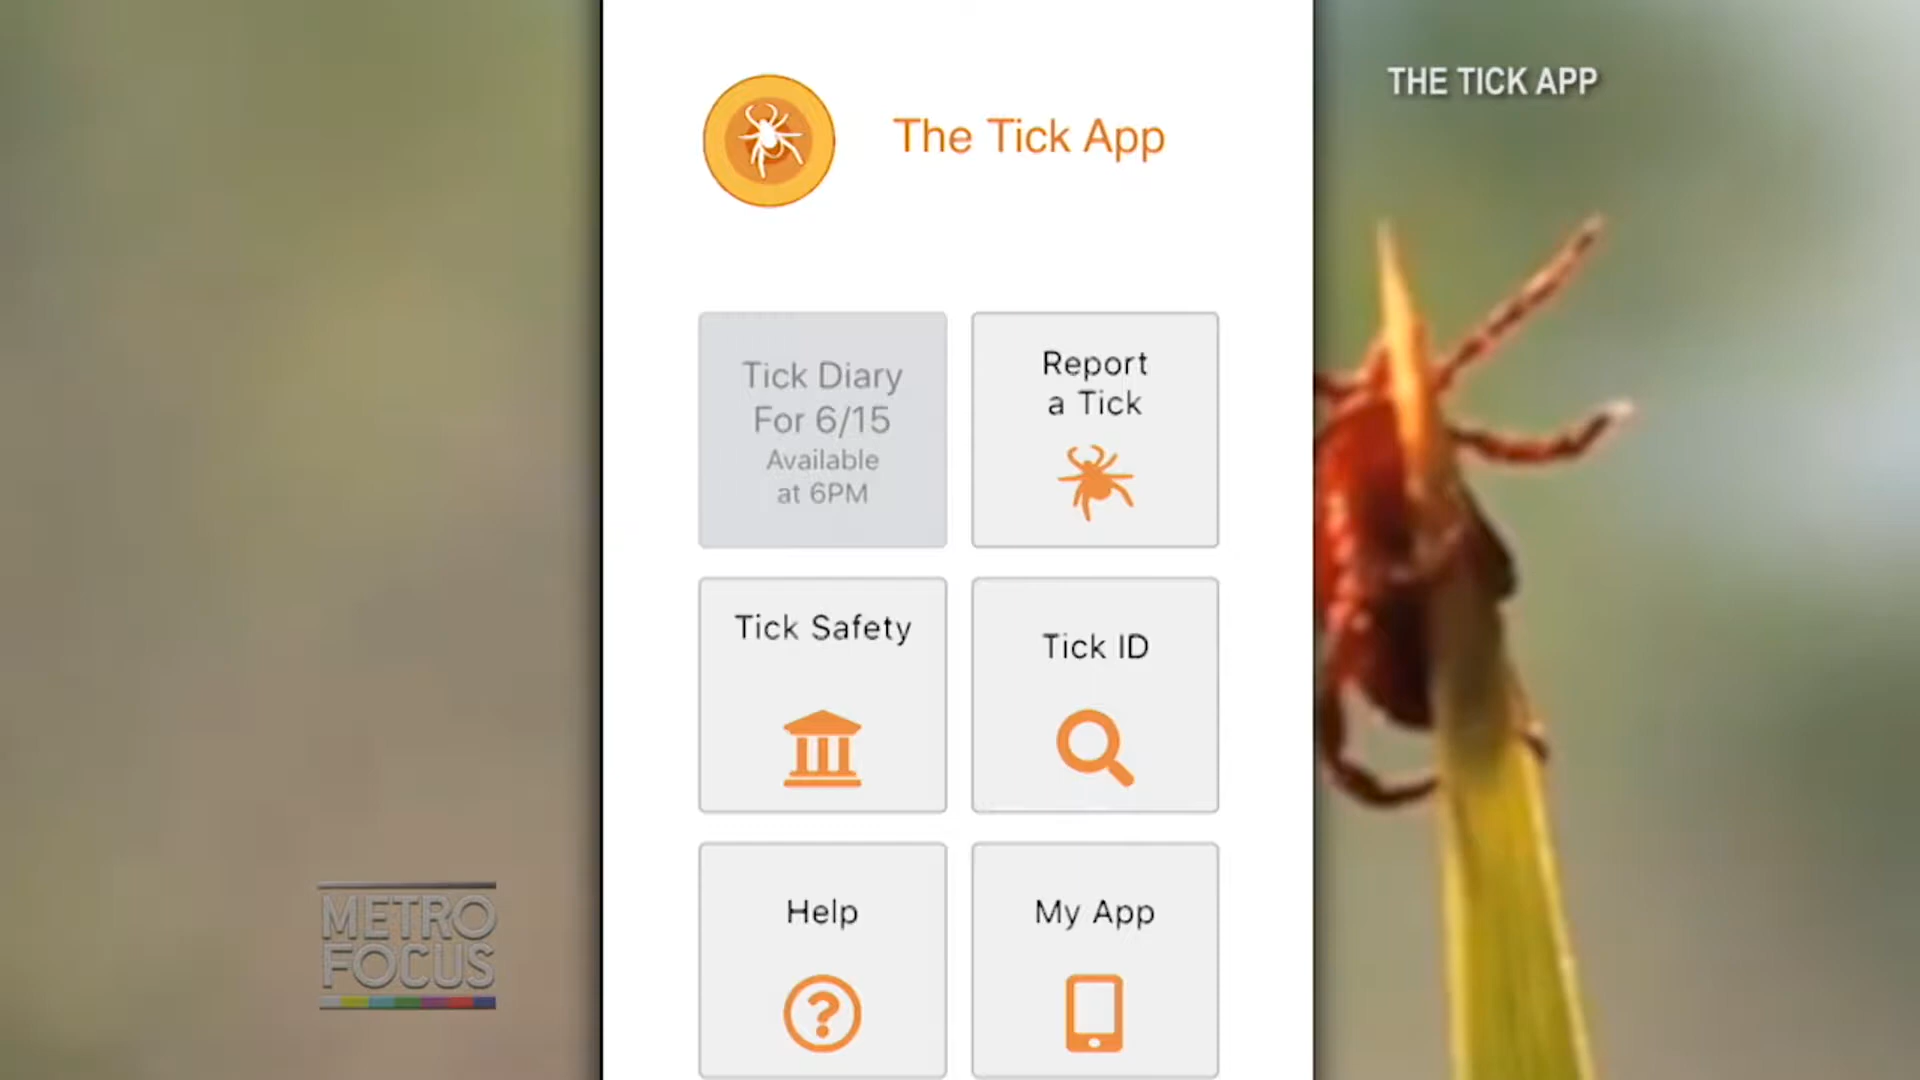 The Tick App
THE TICK APP
Tick Diary
For 6/15
Available
at 6PM
Report
a Tick
Tick Safety
Tick ID
Help
My App
METRO
FOCUS